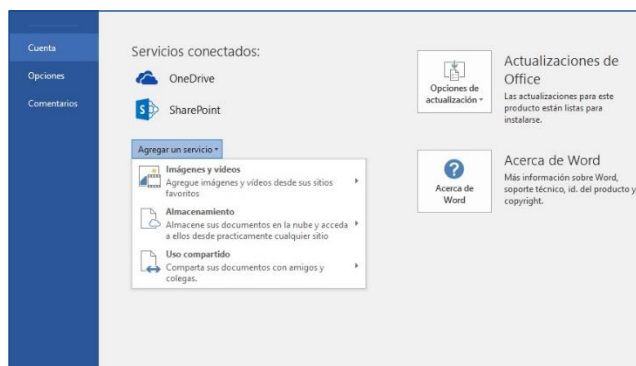 Cuenta
Opciones
Comentarios
Servicios conectados:
OneDrive
SharePoint
Agregar un servicio
Imágenes y vídeos
Agregue imágenes y vídeos desde sus sitios
favoritos
Almacenamiento
Almacene sus documentos en la nube y acceda
a ellos desde practicamente cualquier sitio
Uso compartido
Comparta sus documentos con amigos y
colegas.
Opciones de
actualización
Actualizaciones de
Office
Las actualizaciones para este
producto están listas para
instalarse.
Acerca de
Word
Acerca de Word
Más información sobre Word,
soporte técnico, id. del producto y
copyright.